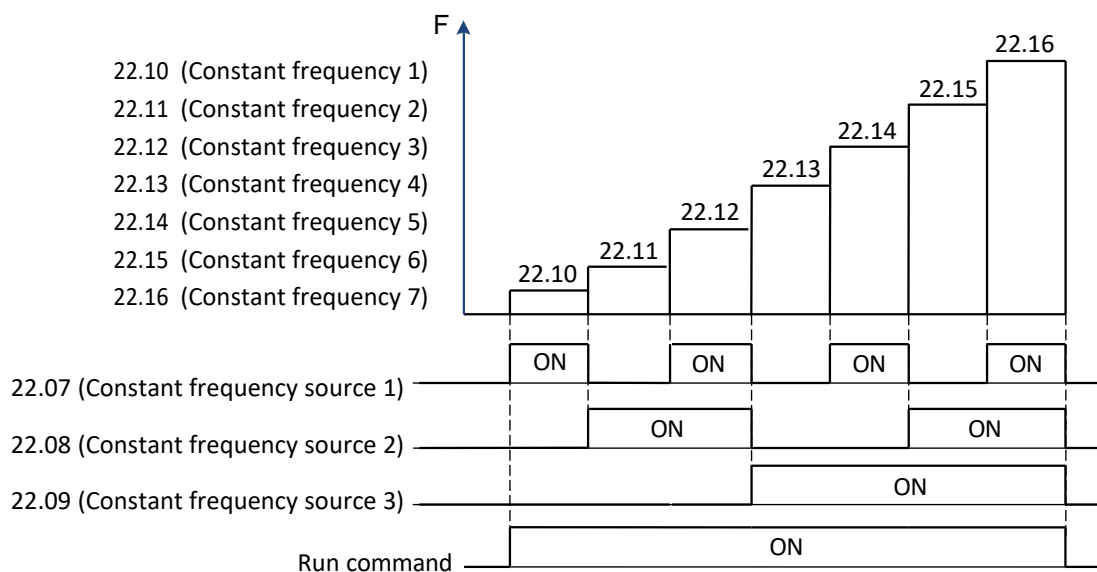 F
22.10 (Constant frequency 1)
22.11 (Constant frequency 2)
22.12 (Constant frequency 3)
22.13 (Constant frequency 4)
22.14 (Constant frequency 5)
22.15 (Constant frequency 6)
22.16 (Constant frequency 7)
22.10
22.11
22.12
22.13
22.14
22.15
22.16
22.07 (Constant frequency source 1)
ON ON ON ON
22.08 (Constant frequency source 2)
ON ON
22.09 (Constant frequency source 3)
ON
Run command
ON